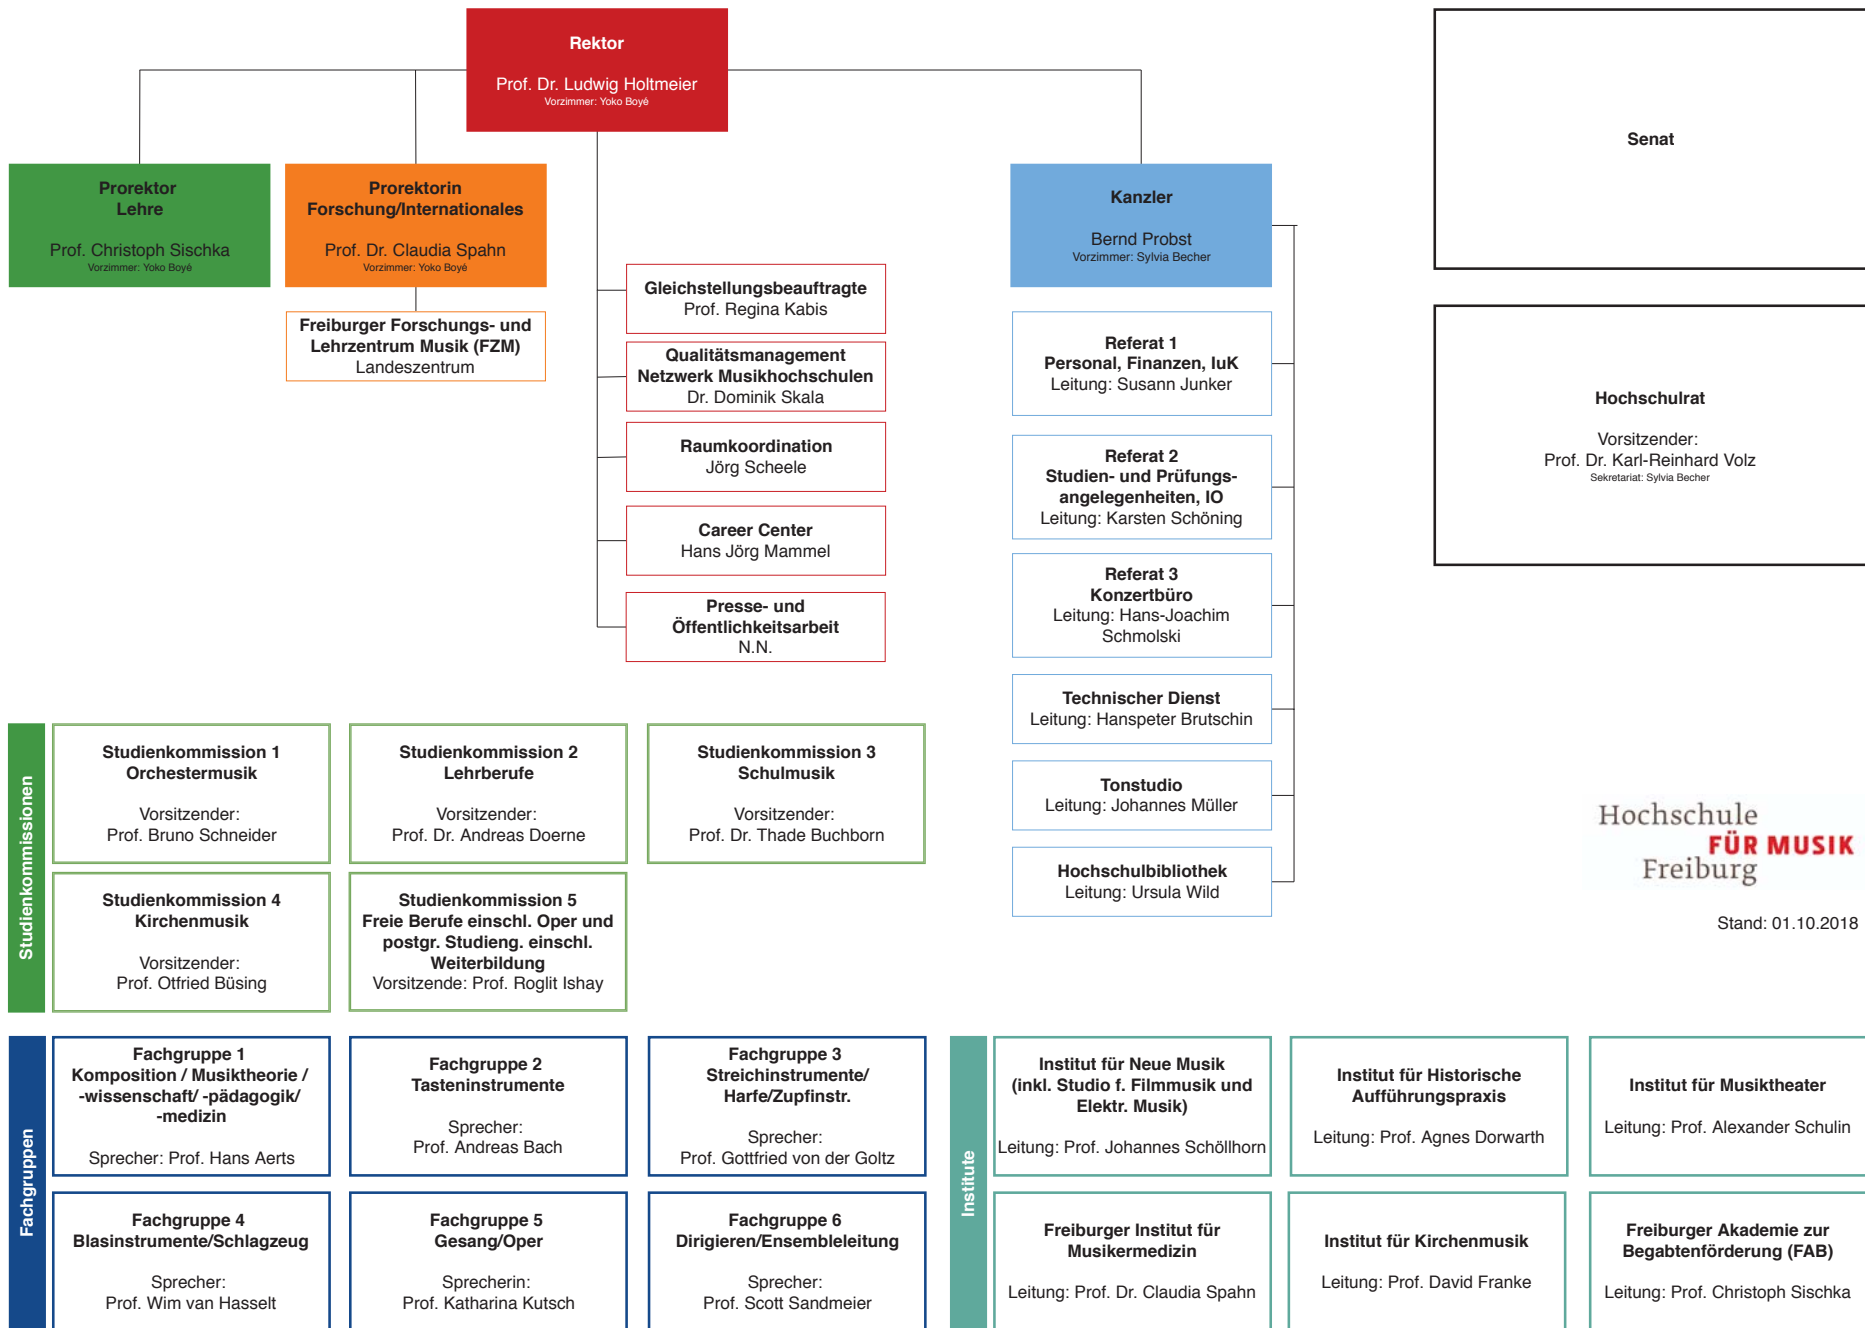 Rektor
Prof. Dr. Ludwig Holtmeier
Vorzimmer: Yoko Boyé
Prorektor
Lehre
Prof. Christoph Sischka
Vorzimmer: Yoko Boyé
Prorektorin
Forschung/Internationales
Prof. Dr. Claudia Spahn
Vorzimmer: Yoko Boyé
Freiburger Forschungs- und
Lehrzentrum Musik (FZM)
Landeszentrum
Gleichstellungsbeauftragte
Prof. Regina Kabis
Qualitätsmanagement
Netzwerk Musikhochschulen
Dr. Dominik Skala
Raumkoordination
Jörg Scheele
Career Center
Hans Jörg Mammel
Presse- und
Öffentlichkeitsarbeit
N.N.
Kanzler
Bernd Probst
Vorzimmer: Sylvia Becher
Referat 1
Personal, Finanzen, IuK
Leitung: Susann Junker
Referat 2
Studien- und Prüfungs-
angelegenheiten, IO
Leitung: Karsten Schöning
Referat 3
Konzertbüro
Leitung: Hans-Joachim
Schmolski
Technischer Dienst
Leitung: Hanspeter Brutschin
Tonstudio
Leitung: Johannes Müller
Hochschulbibliothek
Leitung: Ursula Wild
Senat
Hochschulrat
Vorsitzender:
Prof. Dr. Karl-Reinhard Volz
Sekretariat: Sylvia Becher
Hochschule
FÜR MUSIK
Freiburg
Stand: 01.10.2018
Studienkommissionen
Studienkommission 1
Orchestermusik
Vorsitzender:
Prof. Bruno Schneider
Studienkommission 2
Lehrberufe
Vorsitzender:
Prof. Dr. Andreas Doerne
Studienkommission 3
Schulmusik
Vorsitzender:
Prof. Dr. Thade Buchborn
Studienkommission 4
Kirchenmusik
Vorsitzender:
Prof. Otfried Büsing
Studienkommission 5
Freie Berufe einschl. Oper und
postgr. Studieng. einschl.
Weiterbildung
Vorsitzende: Prof. Roglit Ishay
Fachgruppen
Fachgruppe 1
Komposition / Musiktheorie /
-wissenschaft/ -pädagogik/
-medizin
Sprecher: Prof. Hans Aerts
Fachgruppe 2
Tasteninstrumente
Sprecher:
Prof. Andreas Bach
Fachgruppe 3
Streichinstrumente/
Harfe/Zupfinstr.
Sprecher:
Prof. Gottfried von der Goltz
Fachgruppe 4
Blasinstrumente/Schlagzeug
Sprecher:
Prof. Wim van Hasselt
Fachgruppe 5
Gesang/Oper
Sprecherin:
Prof. Katharina Kutsch
Fachgruppe 6
Dirigieren/Ensembleleitung
Sprecher:
Prof. Scott Sandmeier
Institute
Institut für Neue Musik
(inkl. Studio f. Filmmusik und
Elektr. Musik)
Leitung: Prof. Johannes Schöllhorn
Institut für Historische
Aufführungspraxis
Leitung: Prof. Agnes Dorwarth
Institut für Musiktheater
Leitung: Prof. Alexander Schulin
Freiburger Institut für
Musikermedizin
Leitung: Prof. Dr. Claudia Spahn
Institut für Kirchenmusik
Leitung: Prof. David Franke
Freiburger Akademie zur
Begabtenförderung (FAB)
Leitung: Prof. Christoph Sischka